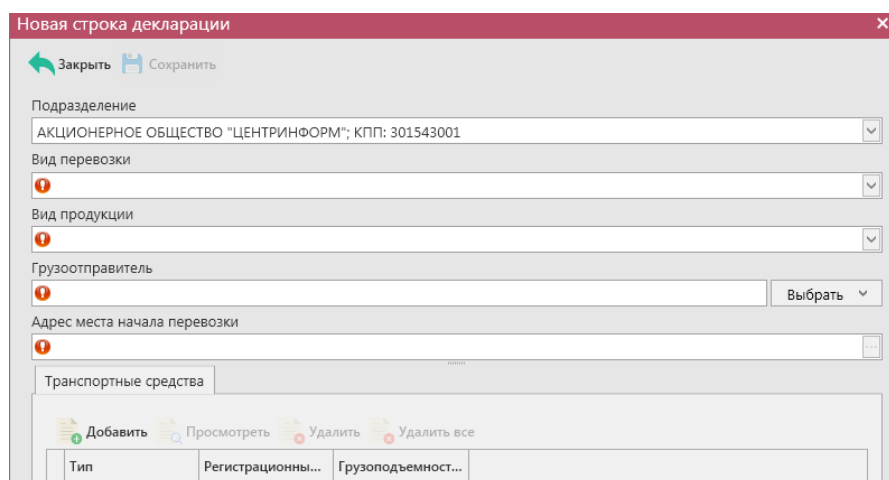 Новая строка декларации
Закрыть Сохранить
Подразделение
АКЦИОНЕРНОЕ ОБЩЕСТВО "ЦЕНТРИНФОРМ"; КПП: 301543001
Вид перевозки
Вид продукции
Грузоотправитель
Выбрать
Адрес места начала перевозки
Транспортные средства
Добавить Просмотреть Удалить Удалить все
Тип Регистрационны... Грузоподъемност...